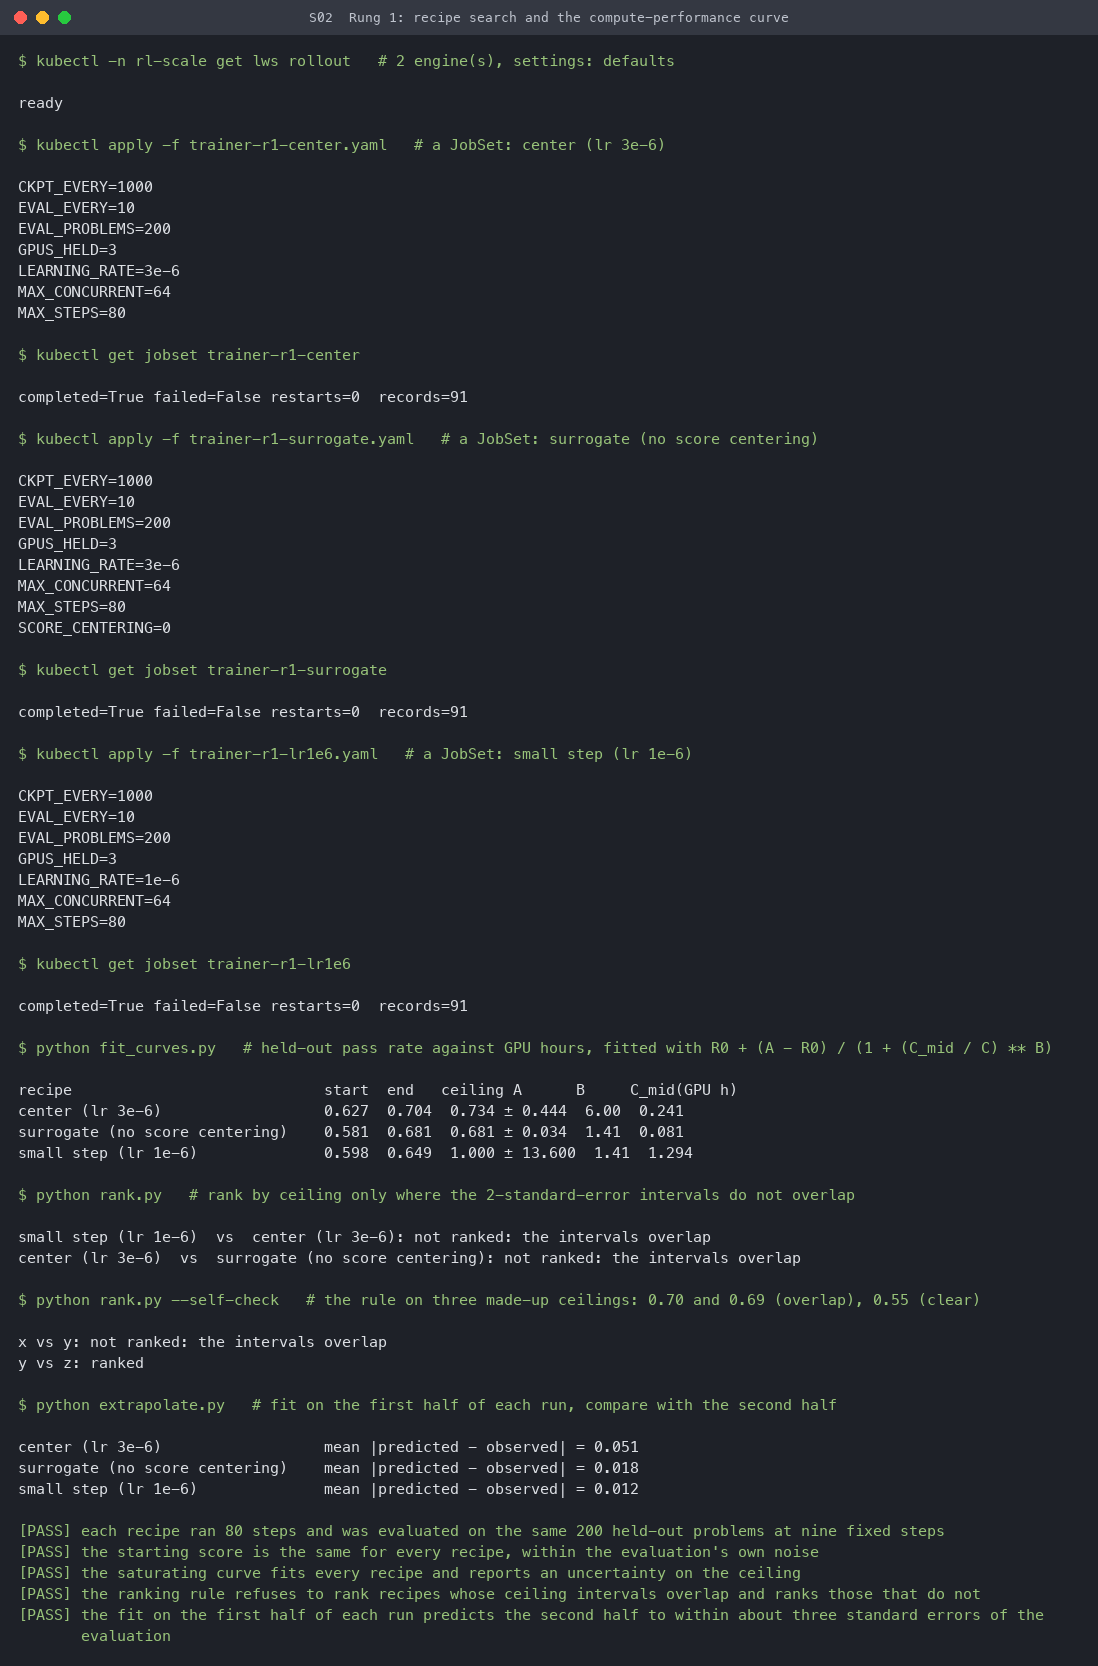 S02  Rung 1: recipe search and the compute-performance curve
$ kubectl -n rl-scale get lws rollout   # 2 engine(s), settings: defaults
ready
$ kubectl apply -f trainer-r1-center.yaml   # a JobSet: center (lr 3e-6)
CKPT_EVERY=1000
EVAL_EVERY=10
EVAL_PROBLEMS=200
GPUS_HELD=3
LEARNING_RATE=3e-6
MAX_CONCURRENT=64
MAX_STEPS=80
$ kubectl get jobset trainer-r1-center
completed=True failed=False restarts=0  records=91
$ kubectl apply -f trainer-r1-surrogate.yaml   # a JobSet: surrogate (no score centering)
CKPT_EVERY=1000
EVAL_EVERY=10
EVAL_PROBLEMS=200
GPUS_HELD=3
LEARNING_RATE=3e-6
MAX_CONCURRENT=64
MAX_STEPS=80
SCORE_CENTERING=0
$ kubectl get jobset trainer-r1-surrogate
completed=True failed=False restarts=0  records=91
$ kubectl apply -f trainer-r1-lr1e6.yaml   # a JobSet: small step (lr 1e-6)
CKPT_EVERY=1000
EVAL_EVERY=10
EVAL_PROBLEMS=200
GPUS_HELD=3
LEARNING_RATE=1e-6
MAX_CONCURRENT=64
MAX_STEPS=80
$ kubectl get jobset trainer-r1-lr1e6
completed=True failed=False restarts=0  records=91
$ python fit_curves.py   # held-out pass rate against GPU hours, fitted with R0 + (A - R0) / (1 + (C_mid / C) ** B)
recipe                            start  end   ceiling A      B     C_mid(GPU h)
center (lr 3e-6)                  0.627  0.704  0.734 ± 0.444  6.00  0.241
surrogate (no score centering)    0.581  0.681  0.681 ± 0.034  1.41  0.081
small step (lr 1e-6)              0.598  0.649  1.000 ± 13.600  1.41  1.294
$ python rank.py   # rank by ceiling only where the 2-standard-error intervals do not overlap
small step (lr 1e-6)  vs  center (lr 3e-6): not ranked: the intervals overlap
center (lr 3e-6)  vs  surrogate (no score centering): not ranked: the intervals overlap
$ python rank.py --self-check   # the rule on three made-up ceilings: 0.70 and 0.69 (overlap), 0.55 (clear)
x vs y: not ranked: the intervals overlap
y vs z: ranked
$ python extrapolate.py   # fit on the first half of each run, compare with the second half
center (lr 3e-6)                  mean |predicted - observed| = 0.051
surrogate (no score centering)    mean |predicted - observed| = 0.018
small step (lr 1e-6)              mean |predicted - observed| = 0.012
[PASS] each recipe ran 80 steps and was evaluated on the same 200 held-out problems at nine fixed steps
[PASS] the starting score is the same for every recipe, within the evaluation's own noise
[PASS] the saturating curve fits every recipe and reports an uncertainty on the ceiling
[PASS] the ranking rule refuses to rank recipes whose ceiling intervals overlap and ranks those that do not
[PASS] the fit on the first half of each run predicts the second half to within about three standard errors of the
evaluation